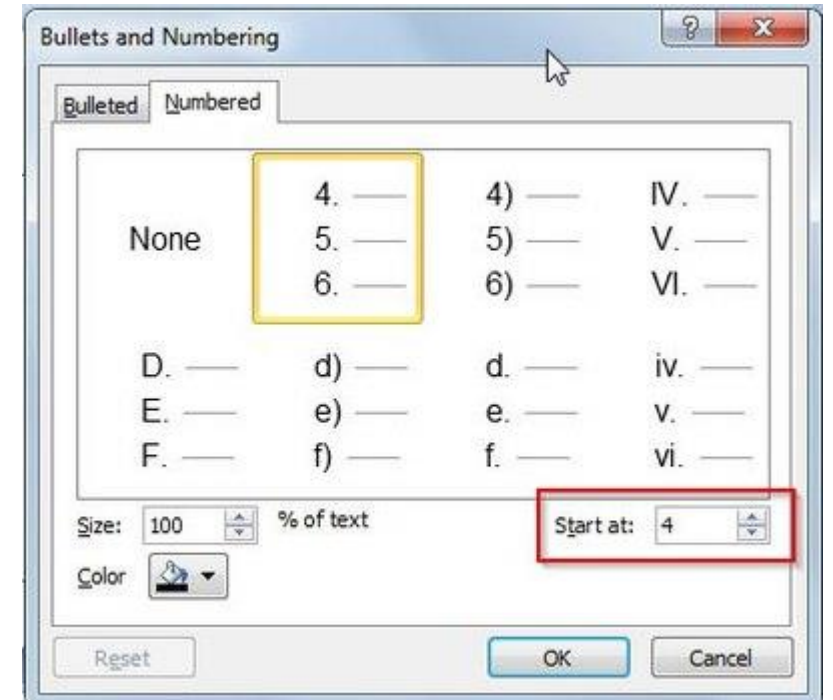 Bullets and Numbering
Bulleted Numbered
None
4.
5.
6.
4)
5)
6)
IV.
V.
VI.
D.
E.
F.
d)
e)
f)
d.
e.
f.
iv.
v.
vi.
Size: 100 % of text Start at: 4
Color
Reset OK Cancel